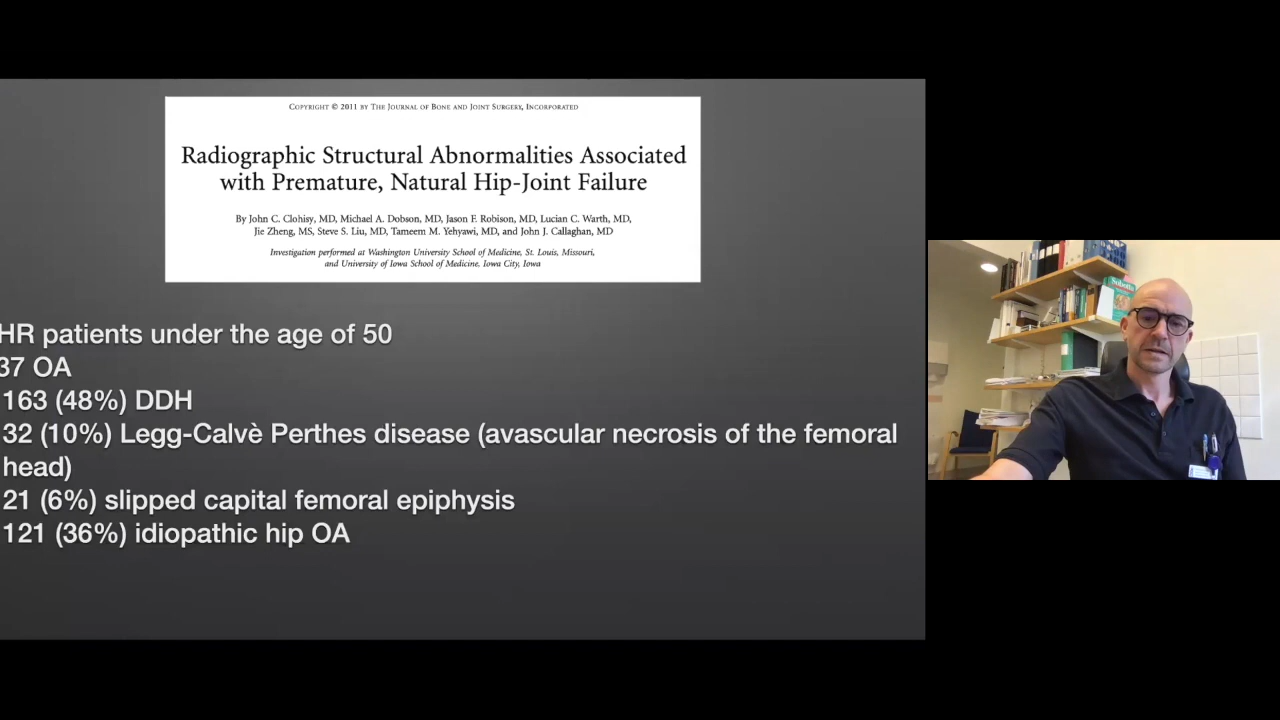 COPYRIGHT © 2011 BY THE JOURNAL OF BONE AND JOINT SURGERY, INCORPORATED
Radiographic Structural Abnormalities Associated
with Premature, Natural Hip-Joint Failure
By John C. Clohisy, MD, Michael A. Dobson, MD, Jason F. Robison, MD, Lucian C. Warth, MD,
Jie Zheng, MS, Steve S. Liu, MD, Tameem M. Yehyawi, MD, and John J. Callaghan, MD
Investigation performed at Washington University School of Medicine, St. Louis, Missouri,
and University of Iowa School of Medicine, Iowa City, Iowa
HR patients under the age of 50
37 OA
163 (48%) DDH
32 (10%) Legg-Calvè Perthes disease (avascular necrosis of the femoral
head)
21 (6%) slipped capital femoral epiphysis
121 (36%) idiopathic hip OA
Sobotta